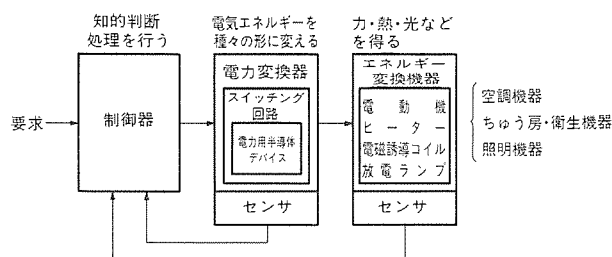 知的判断
処理を行う
電気エネルギーを
種々の形に変える
力・熱・光など
を得る
要求
制御器
電力変換器
スイッチング
回路
電力用半導体
デバイス
センサ
エネルギー
変換機器
電動機
ヒーター
電磁誘導コイル
放電ランプ
センサ
空調機器
ちゅう房・衛生機器
照明機器